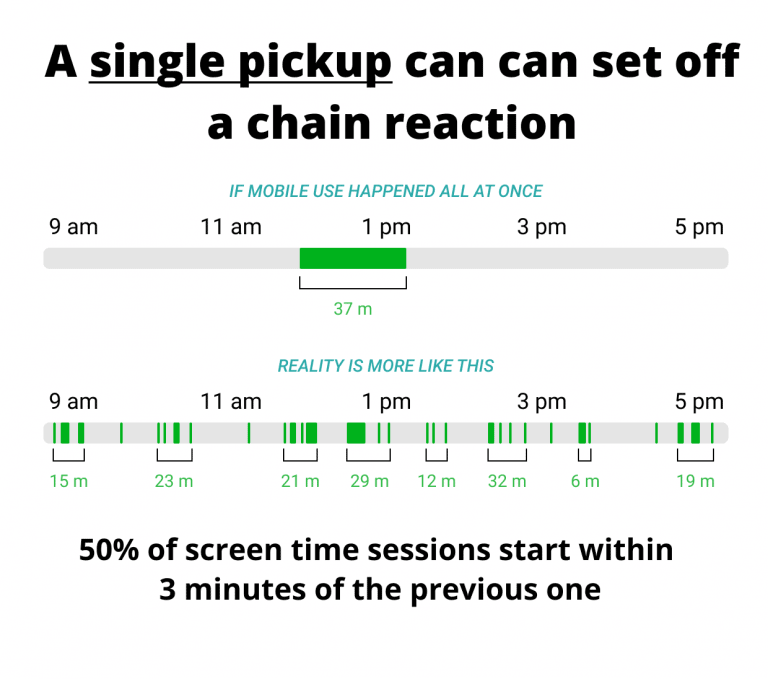 A single pickup can can set off
a chain reaction
IF MOBILE USE HAPPENED ALL AT ONCE
9 am 11 am 1 pm 3 pm 5 pm
37 m
REALITY IS MORE LIKE THIS
9 am 11 am 1 pm 3 pm 5 pm
15 m 23 m 21 m 29 m 12 m 32 m 6 m 19 m
50% of screen time sessions start within
3 minutes of the previous one